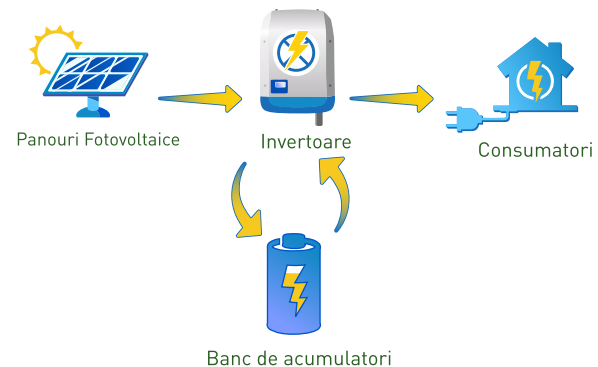 Panouri Fotovoltaice
Invertoare
Consumatori
Banc de acumulatori